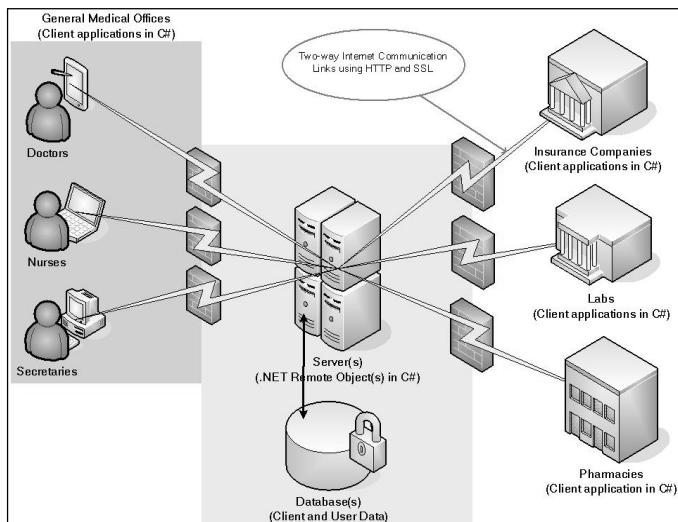 General Medical Offices
(Client applications in C#)
Two-way Internet Communication
Links using HTTP and SSL
Doctors
Insurance Companies
(Client applications in C#)
Nurses
Labs
(Client applications in C#)
Secretaries
Server(s)
(.NET Remote Object(s) in C#)
Pharmacies
(Client application in C#)
Database(s)
(Client and User Data)